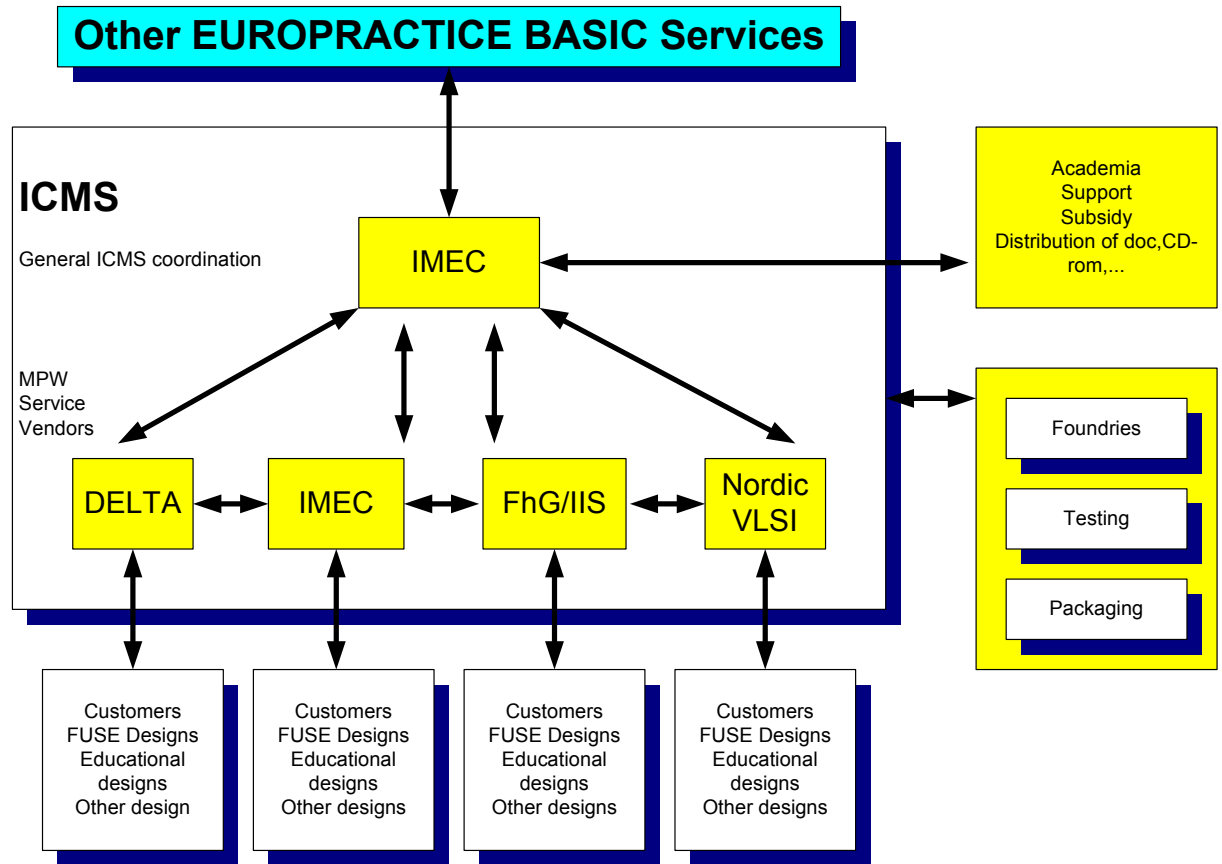 Other EUROPRACTICE BASIC Services
ICMS
General ICMS coordination
IMEC
Academia
Support
Subsidy
Distribution of doc,CD-
rom,...
MPW
Service
Vendors
DELTA
IMEC
FhG/IIS
Nordic
VLSI
Foundries
Testing
Packaging
Customers
FUSE Designs
Educational
designs
Other design
Customers
FUSE Designs
Educational
designs
Other designs
Customers
FUSE Designs
Educational
designs
Other designs
Customers
FUSE Designs
Educational
designs
Other designs